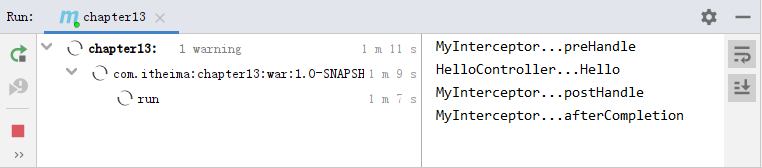 Run: chapter13 ×
chapter13: 1 warning 1 m 11 s
com.itheima:chapter13:war:1.0-SNAPSH 1 m 9 s
run 1 m 7 s
MyInterceptor...preHandle
HelloController...Hello
MyInterceptor...postHandle
MyInterceptor...afterCompletion